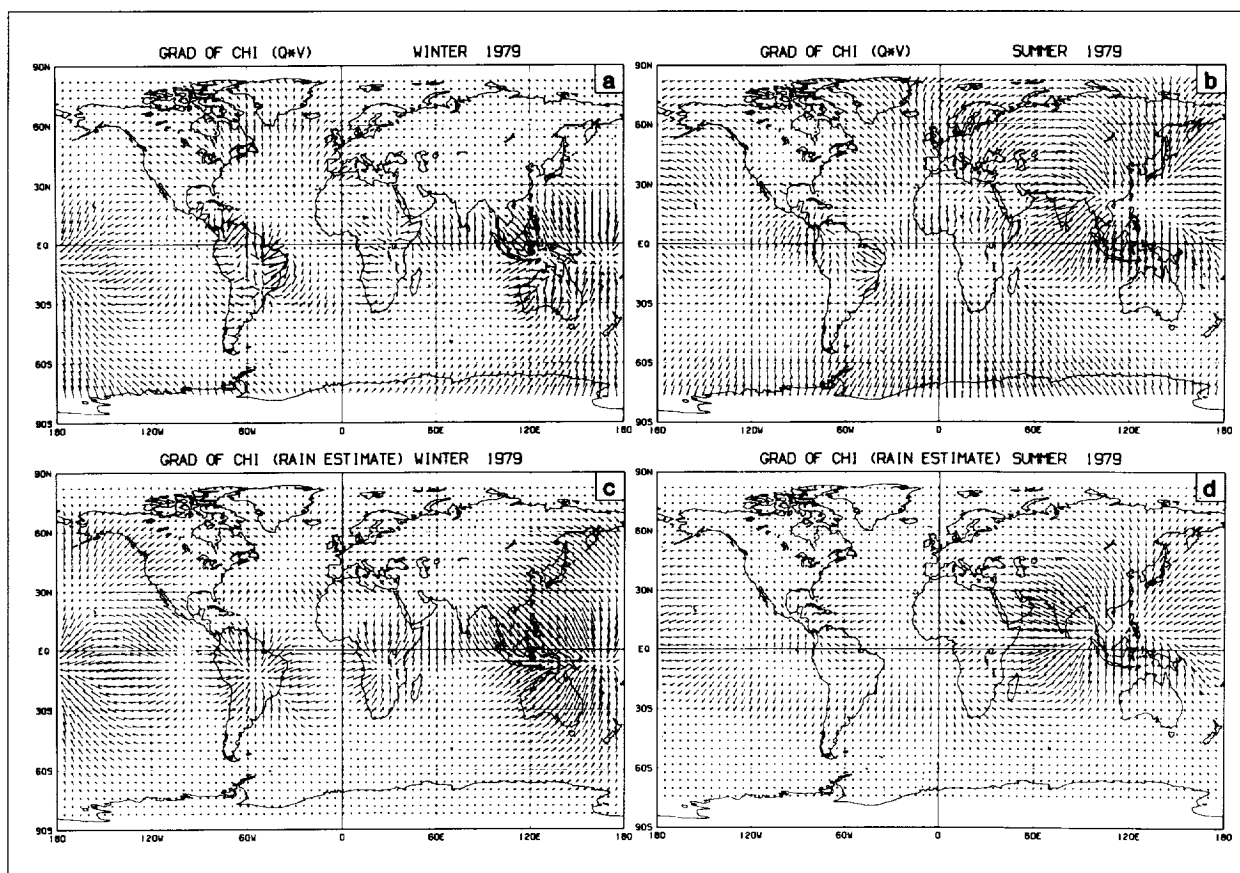 GRAD OF CHI (Q*V) WINTER 1979
a
90N
60N
30N
EQ
30S
60S
90S
180 120W 60W 0 60E 120E 180
GRAD OF CHI (Q*V) SUMMER 1979
b
90N
60N
30N
EQ
30S
60S
90S
180 120W 60W 0 60E 120E 180
GRAD OF CHI (RAIN ESTIMATE) WINTER 1979
c
90N
60N
30N
EQ
30S
60S
90S
180 120W 60W 0 60E 120E 180
GRAD OF CHI (RAIN ESTIMATE) SUMMER 1979
d
90N
60N
30N
EQ
30S
60S
90S
180 120W 60W 0 60E 120E 180